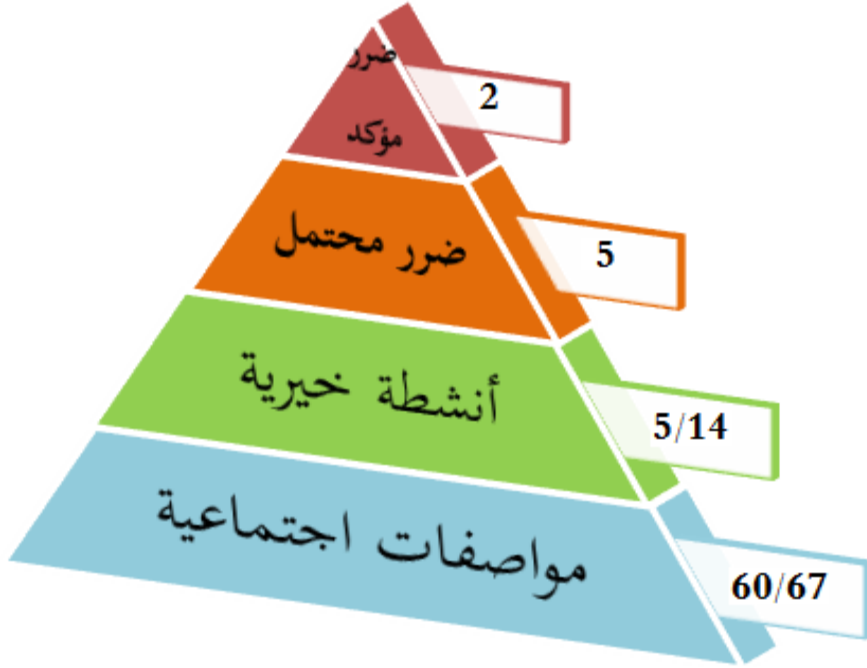 ضرر
مؤكد
2
ضرر محتمل
5
أنشطة خيرية
5/14
مواصفات اجتماعية
60/67